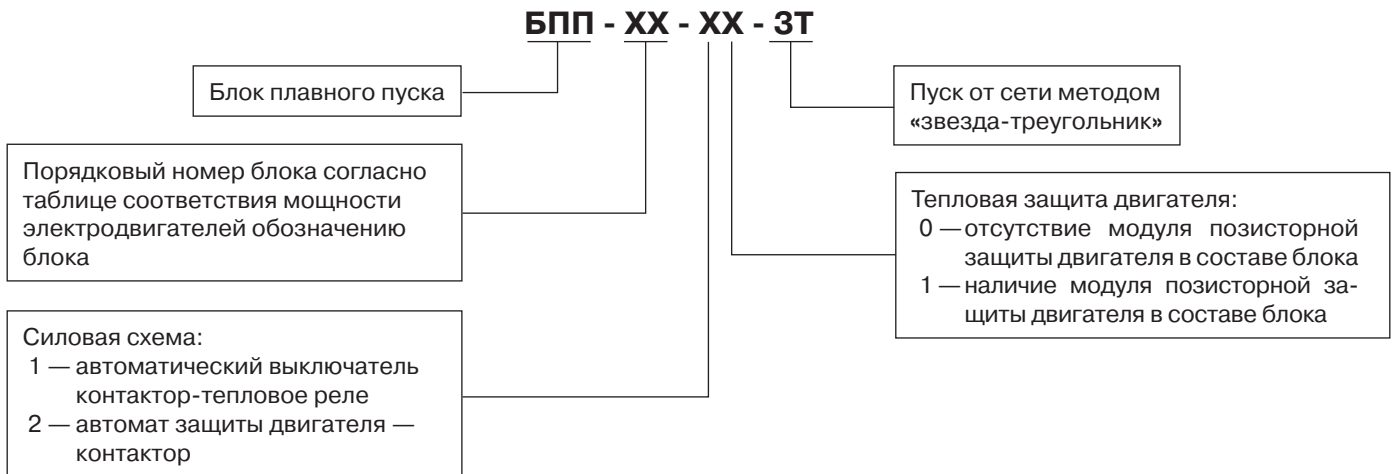 БПП - ХХ - ХХ - ЗТ
Блок плавного пуска
Пуск от сети методом
«звезда-треугольник»
Порядковый номер блока согласно
таблице соответствия мощности
электродвигателей обозначению
блока
Тепловая защита двигателя:
0 — отсутствие модуля позисторной
защиты двигателя в составе блока
1 — наличие модуля позисторной за-
щиты двигателя в составе блока
Силовая схема:
1 — автоматический выключатель
контактор-тепловое реле
2 — автомат защиты двигателя —
контактор